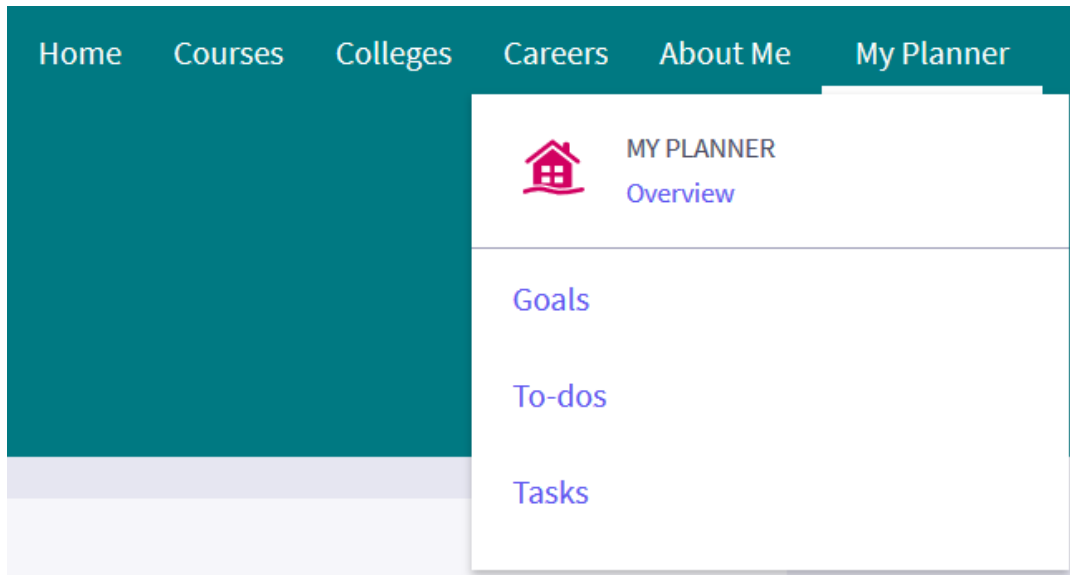 Home Courses Colleges Careers About Me My Planner
MY PLANNER
Overview
Goals
To-dos
Tasks